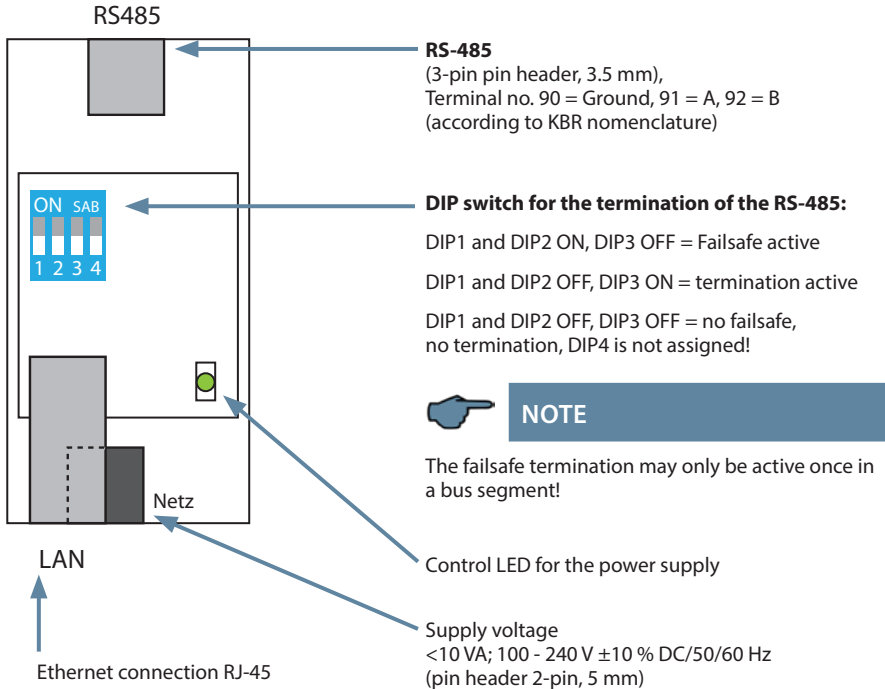 RS485
RS-485
(3-pin pin header, 3.5 mm),
Terminal no. 90 = Ground, 91 = A, 92 = B
(according to KBR nomenclature)
ON SAB
1 2 3 4
DIP switch for the termination of the RS-485:
DIP1 and DIP2 ON, DIP3 OFF = Failsafe active
DIP1 and DIP2 OFF, DIP3 ON = termination active
DIP1 and DIP2 OFF, DIP3 OFF = no failsafe,
no termination, DIP4 is not assigned!
NOTE
The failsafe termination may only be active once in
a bus segment!
Netz
LAN
Control LED for the power supply
Supply voltage
<10 VA; 100 - 240 V ±10 % DC/50/60 Hz
(pin header 2-pin, 5 mm)
Ethernet connection RJ-45